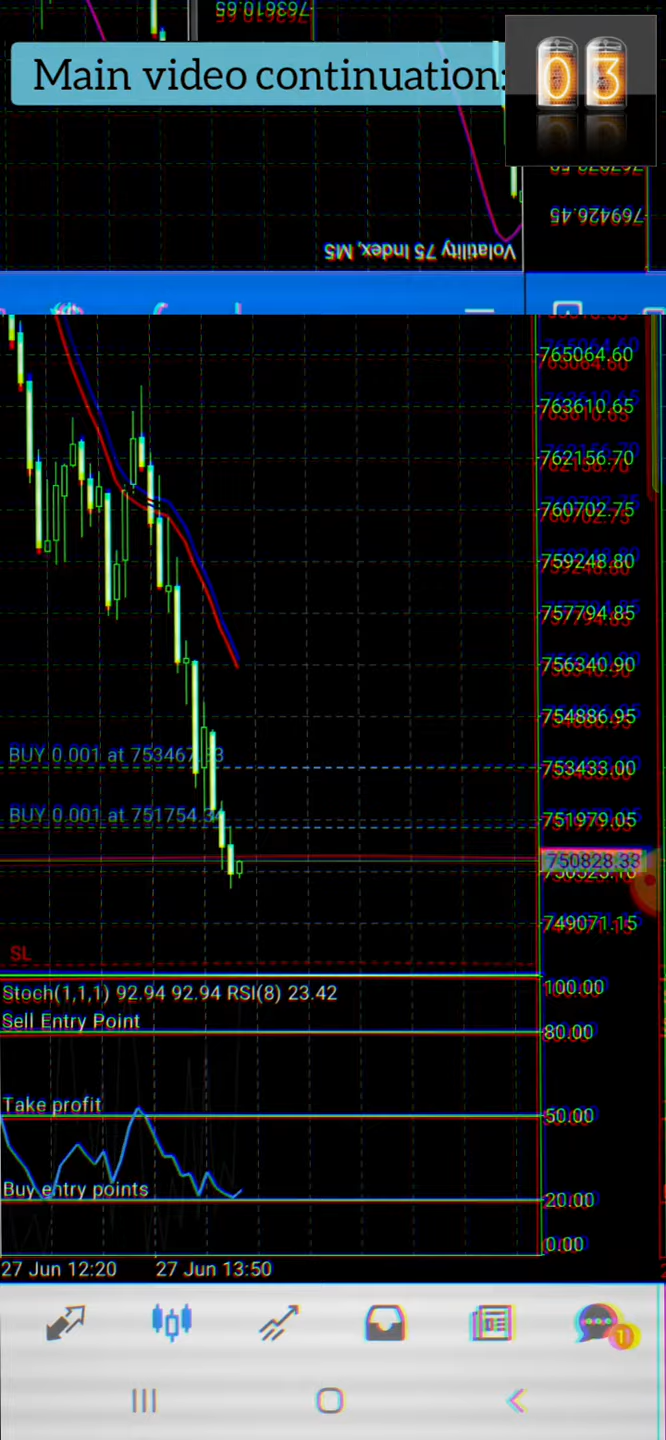 763610.65
Main video continuation:
03
769426.45
Volatility 75 Index, M5
765064.60
763610.65
762156.70
760702.75
759248.80
757794.85
756340.90
754886.95
BUY 0.001 at 753467
753433.00
BUY 0.001 at 751754.34
751979.05
750828.33
749071.15
SL
100.00
Stoch(1,1,1) 92.94 92.94 RSI(8) 23.42
Sell Entry Point
80.00
Take profit
50.00
Buy entry points
20.00
0.00
27 Jun 12:20 27 Jun 13:50
1